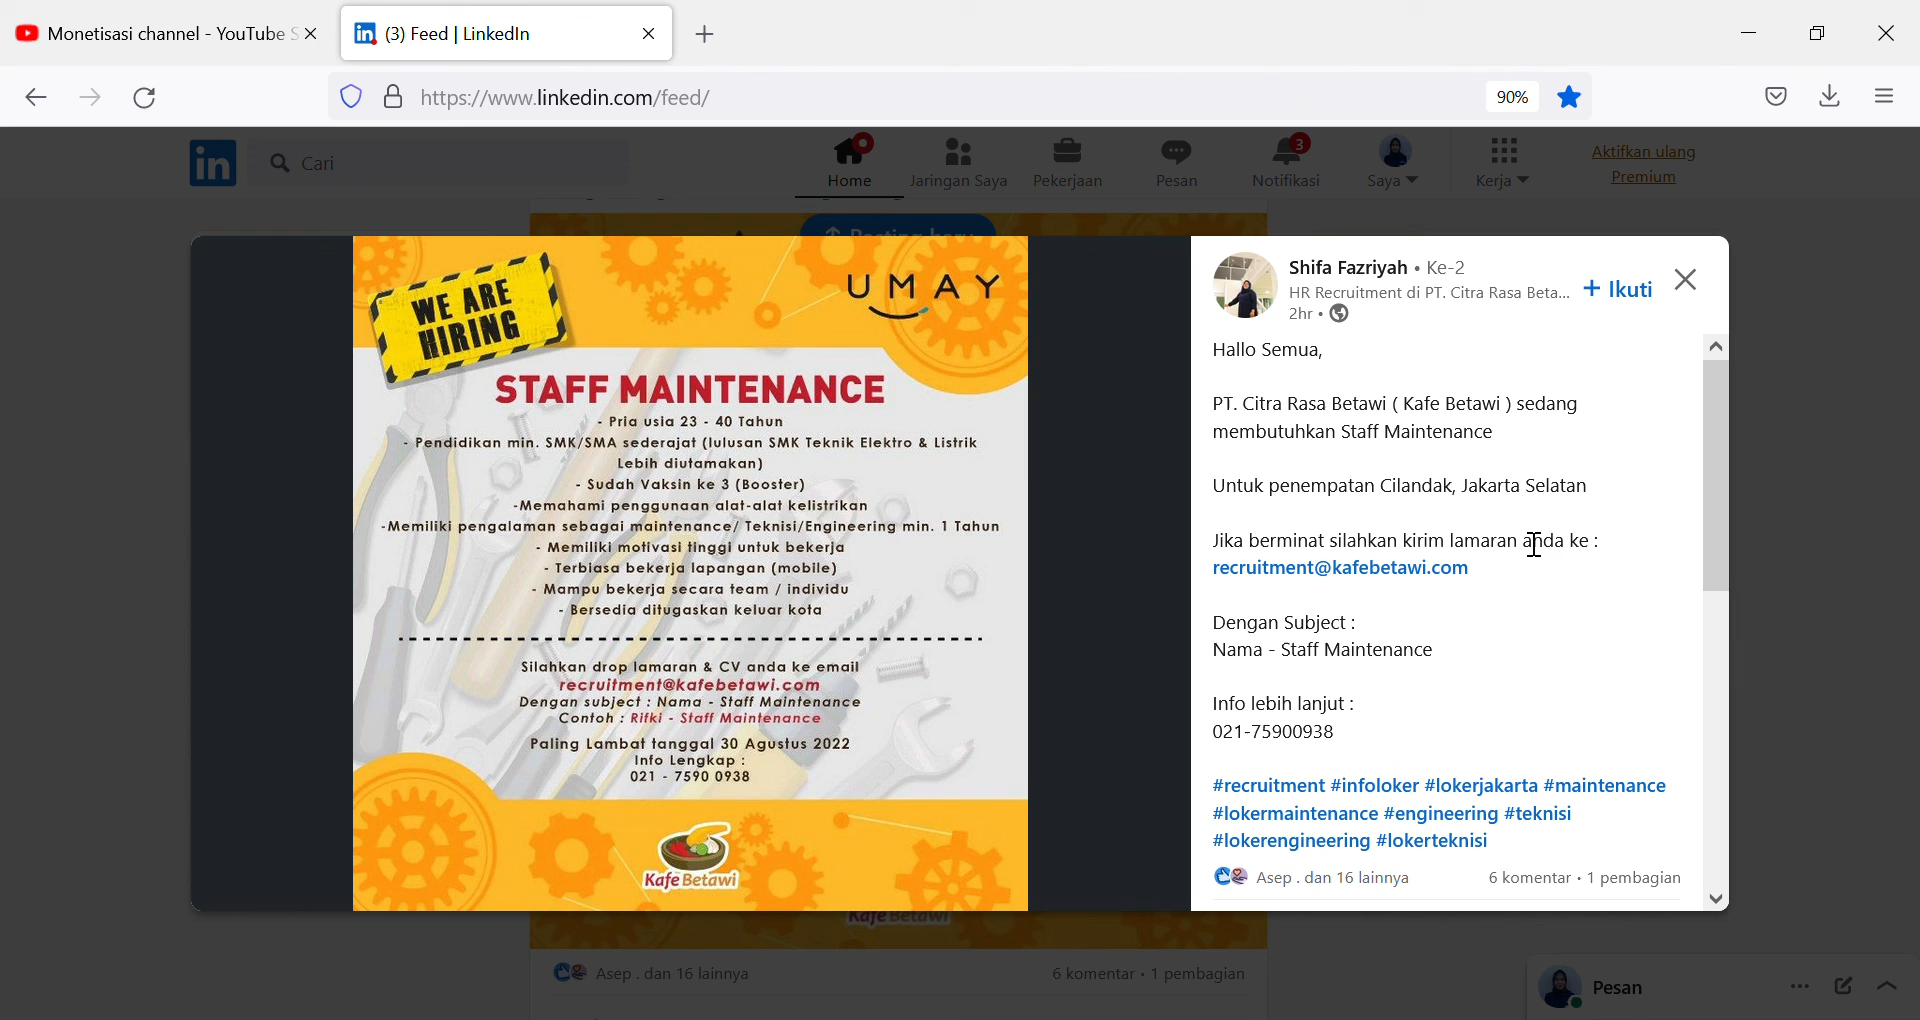 Monetisasi channel - YouTube S
(3) Feed | LinkedIn
https://www.linkedin.com/feed/
90%
in
Cari
Home
Jaringan Saya
Pekerjaan
Pesan
3
Notifikasi
Saya
Kerja
Aktifkan ulang
Premium
WE ARE
HIRING
UMAY
STAFF MAINTENANCE
- Pria usia 23 - 40 Tahun
- Pendidikan min. SMK/SMA sederajat (lulusan SMK Teknik Elektro & Listrik
Lebih diutamakan)
- Sudah Vaksin ke 3 (Booster)
-Memahami penggunaan alat-alat kelistrikan
-Memiliki pengalaman sebagai maintenance/ Teknisi/Engineering min. 1 Tahun
- Memiliki motivasi tinggi untuk bekerja
- Terbiasa bekerja lapangan (mobile)
- Mampu bekerja secara team / individu
- Bersedia ditugaskan keluar kota
Silahkan drop lamaran & CV anda ke email
recruitment@kafebetawi.com
Dengan subject : Nama - Staff Maintenance
Contoh : Rifki - Staff Maintenance
Paling Lambat tanggal 30 Agustus 2022
Info Lengkap :
021 - 7590 0938
Kafe Betawi
Shifa Fazriyah • Ke-2
HR Recruitment di PT. Citra Rasa Beta...
2hr •
+ Ikuti
Hallo Semua,
PT. Citra Rasa Betawi ( Kafe Betawi ) sedang
membutuhkan Staff Maintenance
Untuk penempatan Cilandak, Jakarta Selatan
Jika berminat silahkan kirim lamaran anda ke :
recruitment@kafebetawi.com
Dengan Subject :
Nama - Staff Maintenance
Info lebih lanjut :
021-75900938
#recruitment #infoloker #lokerjakarta #maintenance
#lokermaintenance #engineering #teknisi
#lokerengineering #lokerteknisi
Asep . dan 16 lainnya
6 komentar • 1 pembagian
Kafe Betawi
Asep . dan 16 lainnya
6 komentar • 1 pembagian
Pesan